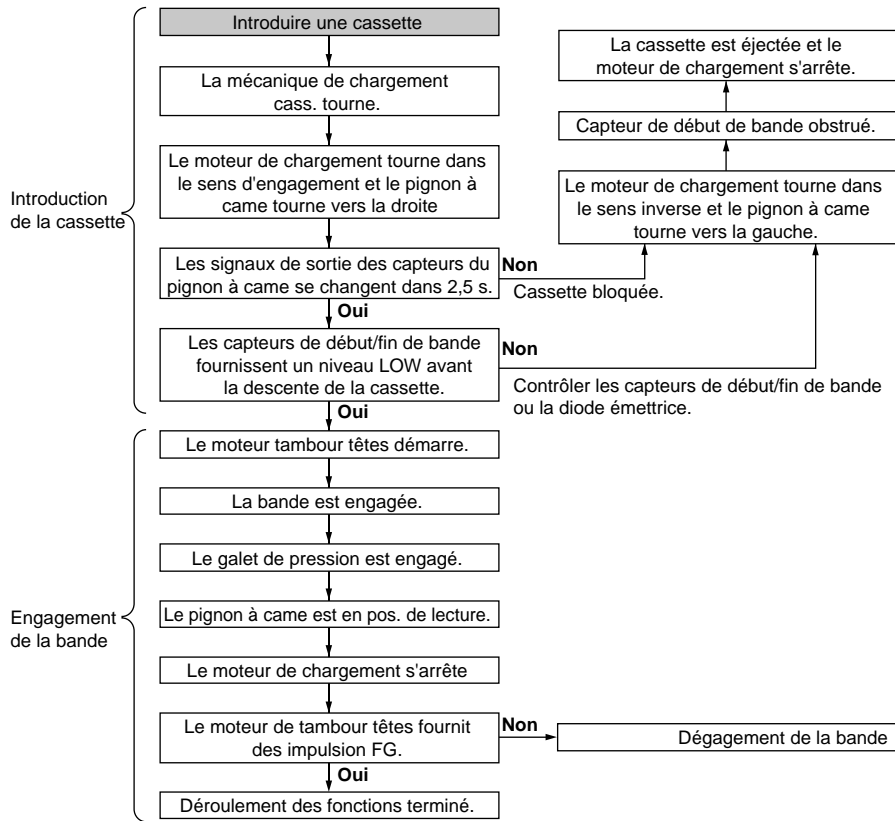 Introduire une cassette
La mécanique de chargement
cass. tourne.
Le moteur de chargement tourne dans
le sens d'engagement et le pignon à
came tourne vers la droite
Introduction
de la cassette
Les signaux de sortie des capteurs du
pignon à came se changent dans 2,5 s.
Non
Cassette bloquée.
Oui
Les capteurs de début/fin de bande
fournissent un niveau LOW avant
la descente de la cassette.
Non
Contrôler les capteurs de début/fin de bande
ou la diode émettrice.
Oui
La cassette est éjectée et le
moteur de chargement s'arrête.
Capteur de début de bande obstrué.
Le moteur de chargement tourne dans
le sens inverse et le pignon à came
tourne vers la gauche.
Le moteur tambour têtes démarre.
La bande est engagée.
Le galet de pression est engagé.
Engagement
de la bande
Le pignon à came est en pos. de lecture.
Le moteur de chargement s'arrête
Le moteur de tambour têtes fournit
des impulsion FG.
Non
Dégagement de la bande
Oui
Déroulement des fonctions terminé.